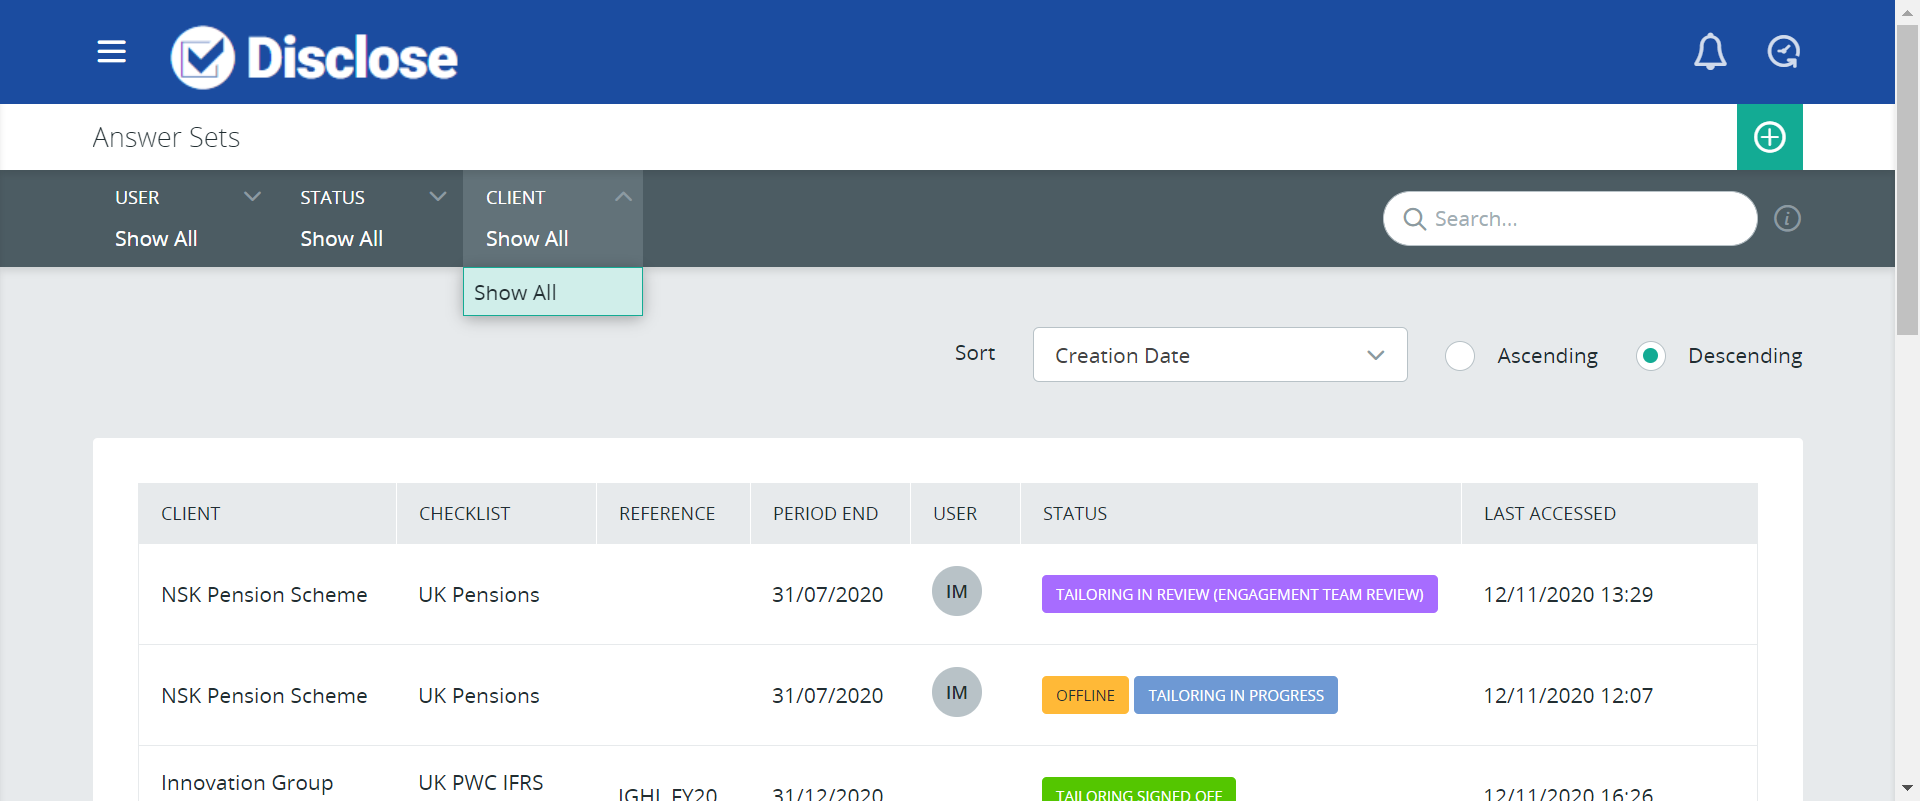 Disclose
Answer Sets
USER STATUS CLIENT
Show All Show All Show All
Search...
i
Show All
Sort Creation Date Ascending Descending
CLIENT CHECKLIST REFERENCE PERIOD END USER STATUS LAST ACCESSED
NSK Pension Scheme UK Pensions 31/07/2020 IM TAILORING IN REVIEW (ENGAGEMENT TEAM REVIEW) 12/11/2020 13:29
NSK Pension Scheme UK Pensions 31/07/2020 IM OFFLINE TAILORING IN PROGRESS 12/11/2020 12:07
Innovation Group UK PWC IFRS
IGHL FY20 31/12/2020 TAILORING SIGNED OFF 12/11/2020 16:26